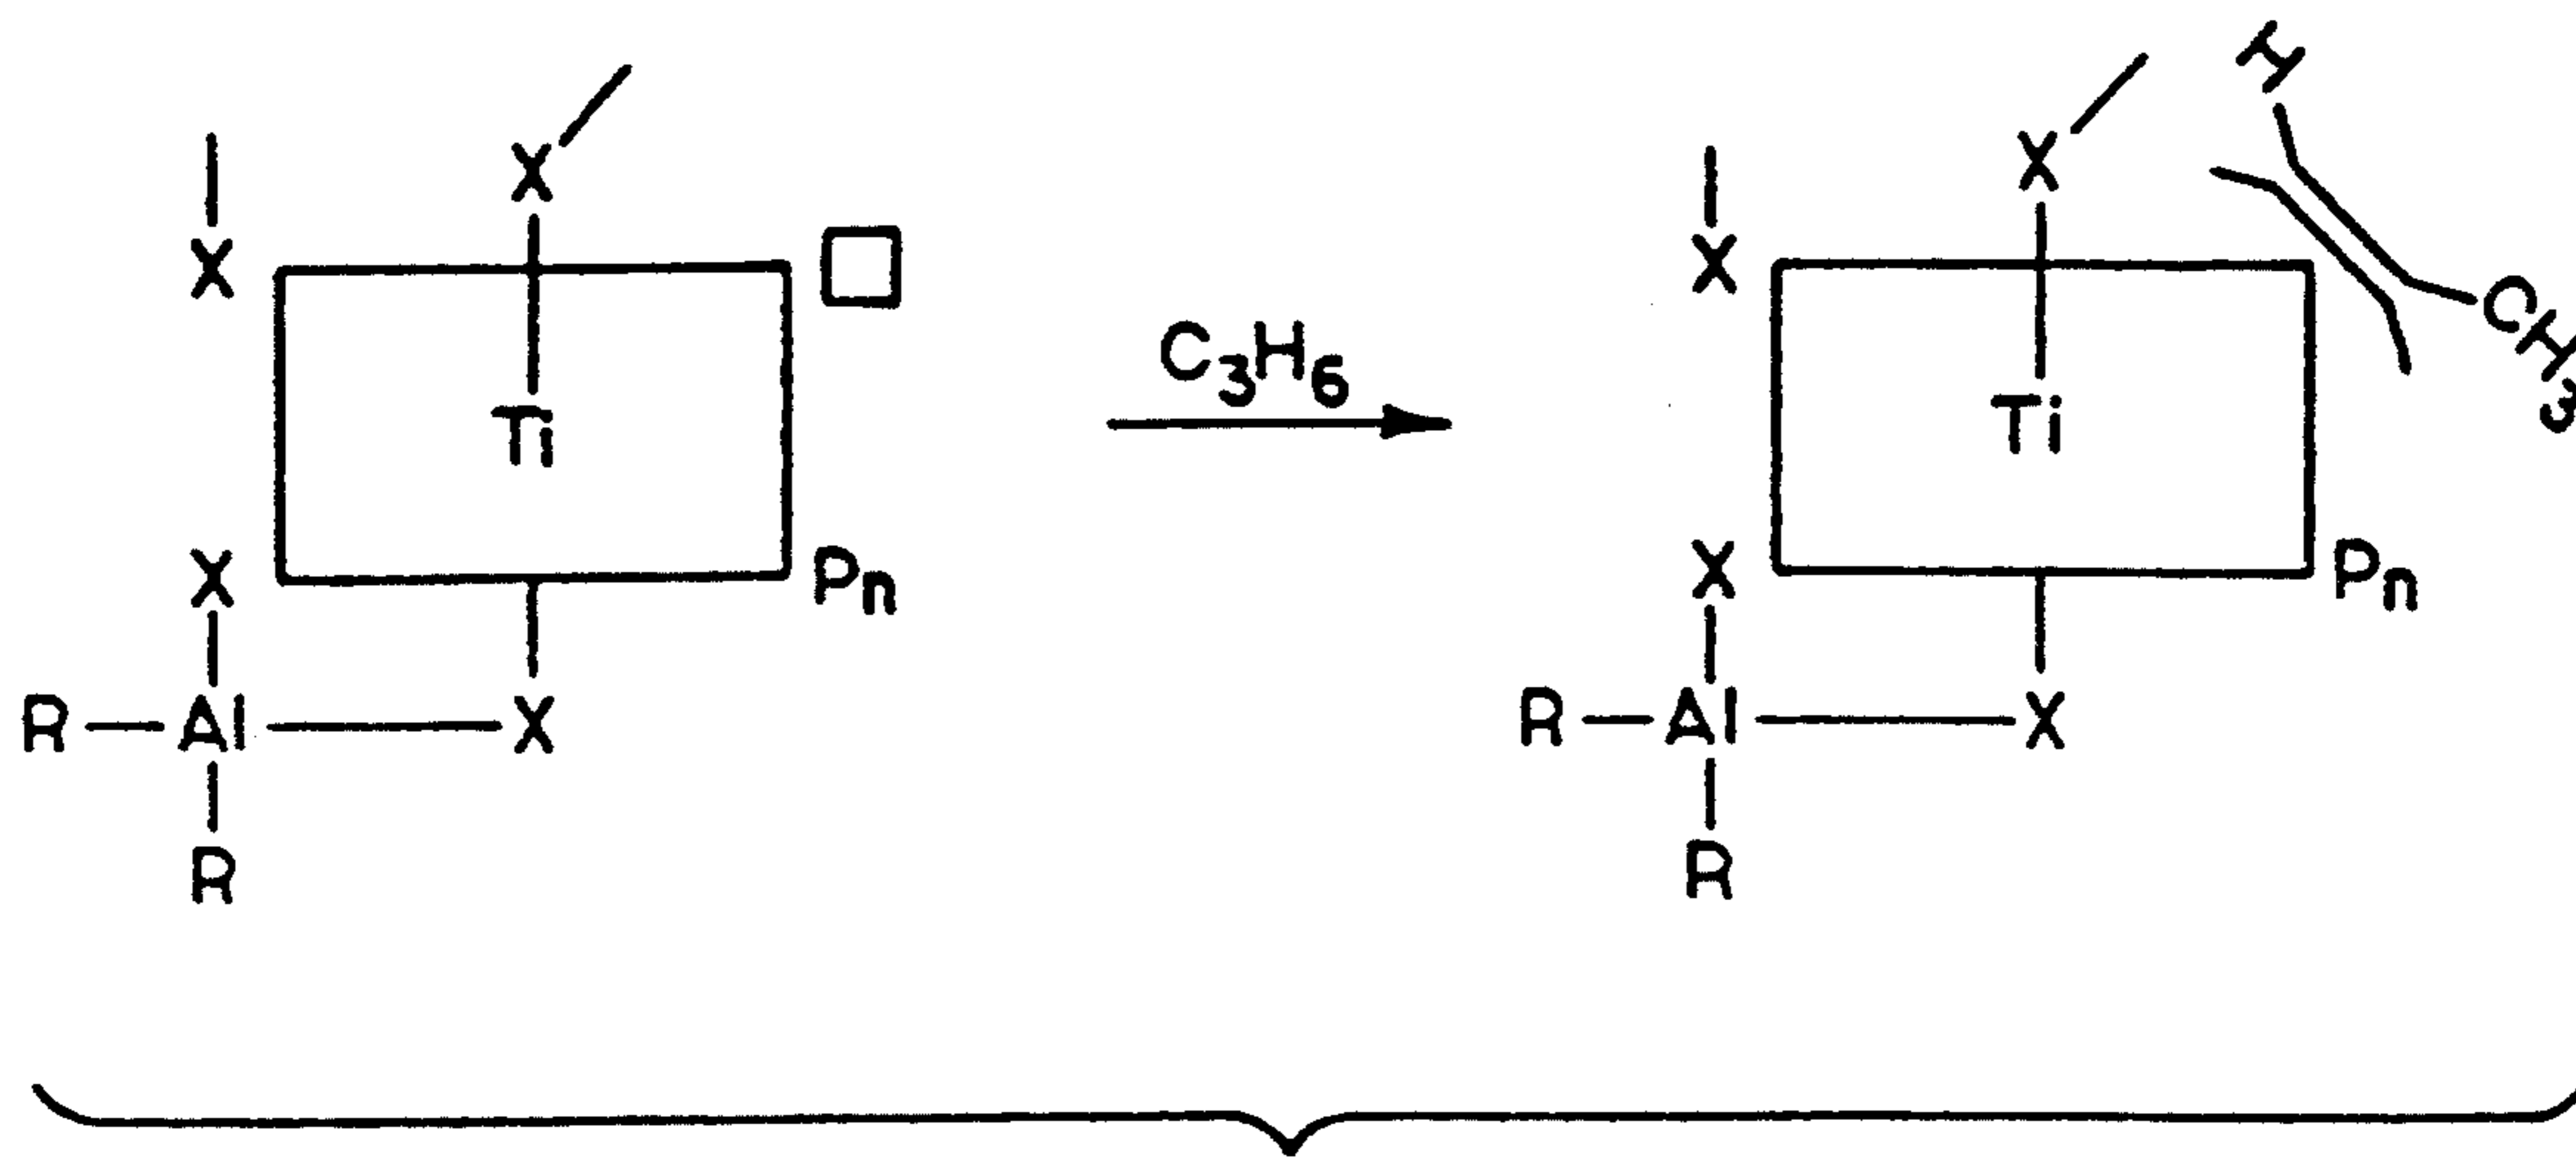 X X H
X X
C₃H₆ CH₃
Ti Ti
X Pₙ X Pₙ
R Al X R Al X
R R